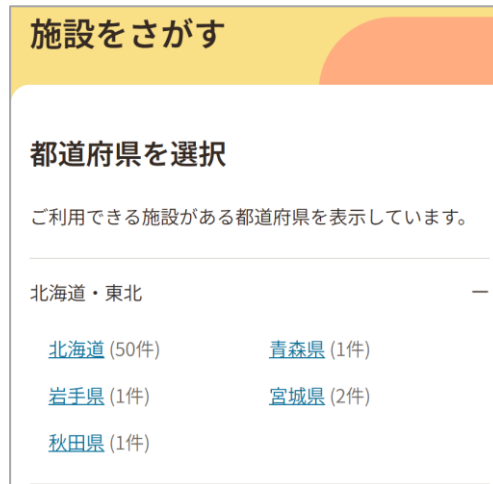 施設をさがす
都道府県を選択
ご利用できる施設がある都道府県を表示しています。
北海道・東北
北海道 (50件) 青森県 (1件)
岩手県 (1件) 宮城県 (2件)
秋田県 (1件)